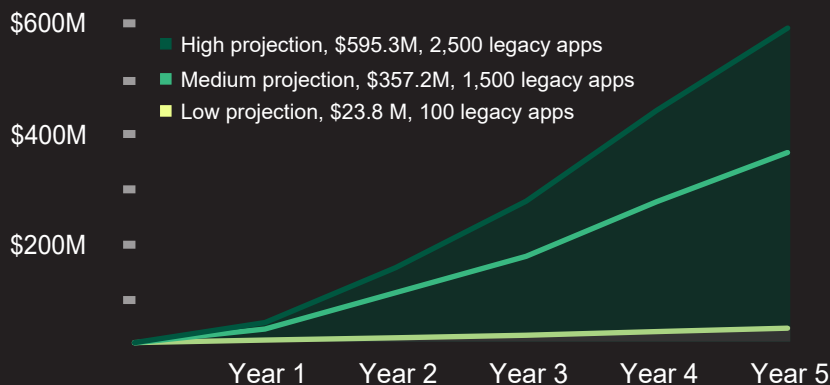 $600M
High projection, $595.3M, 2,500 legacy apps
Medium projection, $357.2M, 1,500 legacy apps
Low projection, $23.8 M, 100 legacy apps
$400M
$200M
Year 1 Year 2 Year 3 Year 4 Year 5